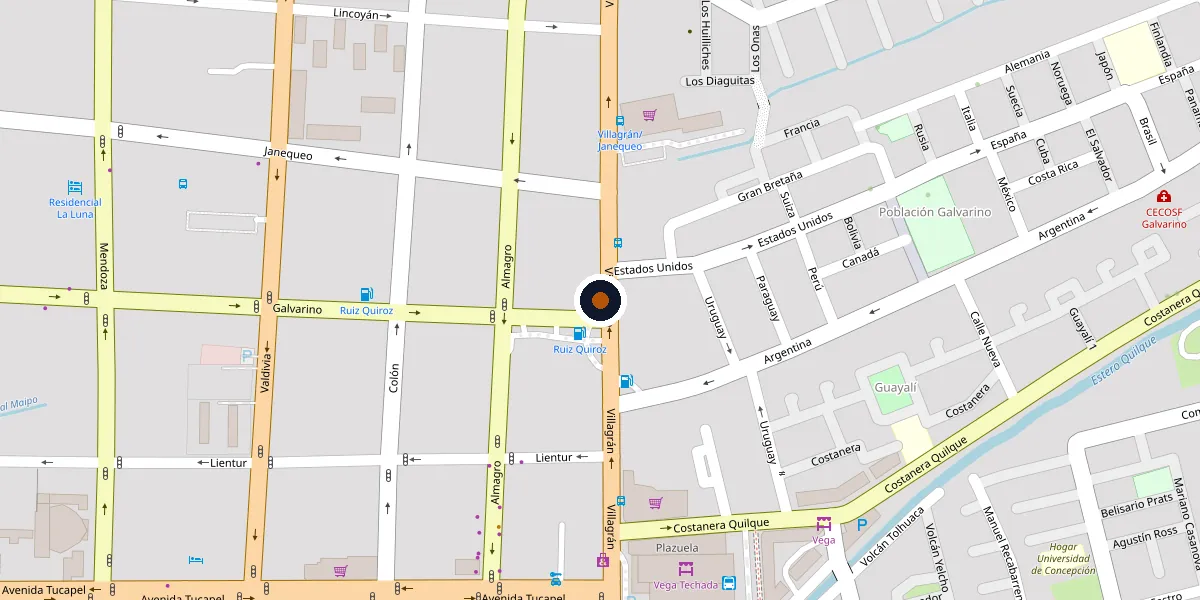 Lincoyán
Los Huilliches
Los Onas
Los Diaguitas
Finlandia
Japón
Alemania
España
Noruega
Suecia
Italia
Rusia
Francia
España
Cuba
El Salvador
Brasil
Costa Rica
México
Villagrán/
Janequeo
Janequeo
Residencial
La Luna
Gran Bretaña
Suiza
Población Galvarino
CECOSF
Galvarino
Estados Unidos
Bolivia
Canadá
Perú
Argentina
Mendoza
Almagro
Estados Unidos
Paraguay
Uruguay
Galvarino
Ruiz Quiroz
Ruiz Quiroz
Argentina
Calle Nueva
Guayalí 1
Costanera Q
Estero Quilque
Valdivia
Colón
Guayalí
Costanera
al Maipo
Villagrán
Uruguay
Costanera
Costanera Quilque
Lientur
Lientur
Almagro
Villagrán
Costanera Quilque
Plazuela
Vega
Vega Techada
Volcán Tolhuaca
Volcán Yelcho
Manuel Recabarren
Hogar
Universidad
de Concepción
Belisario Prats
Agustín Ross
Mariano Casanova
Avenida Tucapel
Avenida Tucapel
Avenida Tucapel